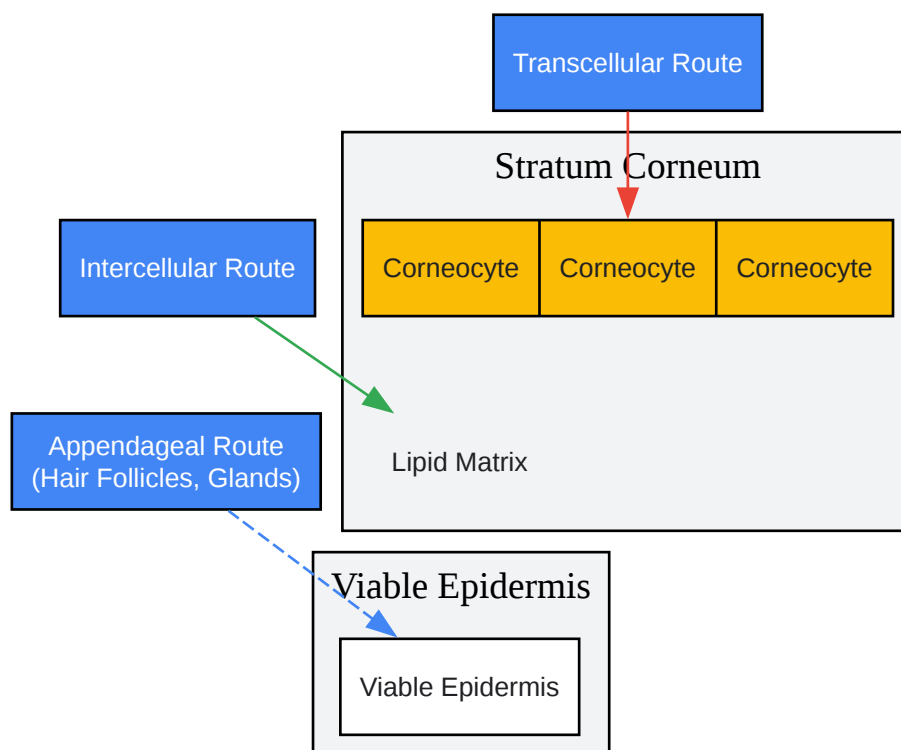 Transcellular Route
Stratum Corneum
Intercellular Route
Corneocyte
Corneocyte
Corneocyte
Appendageal Route
(Hair Follicles, Glands)
Lipid Matrix
Viable Epidermis
Viable Epidermis